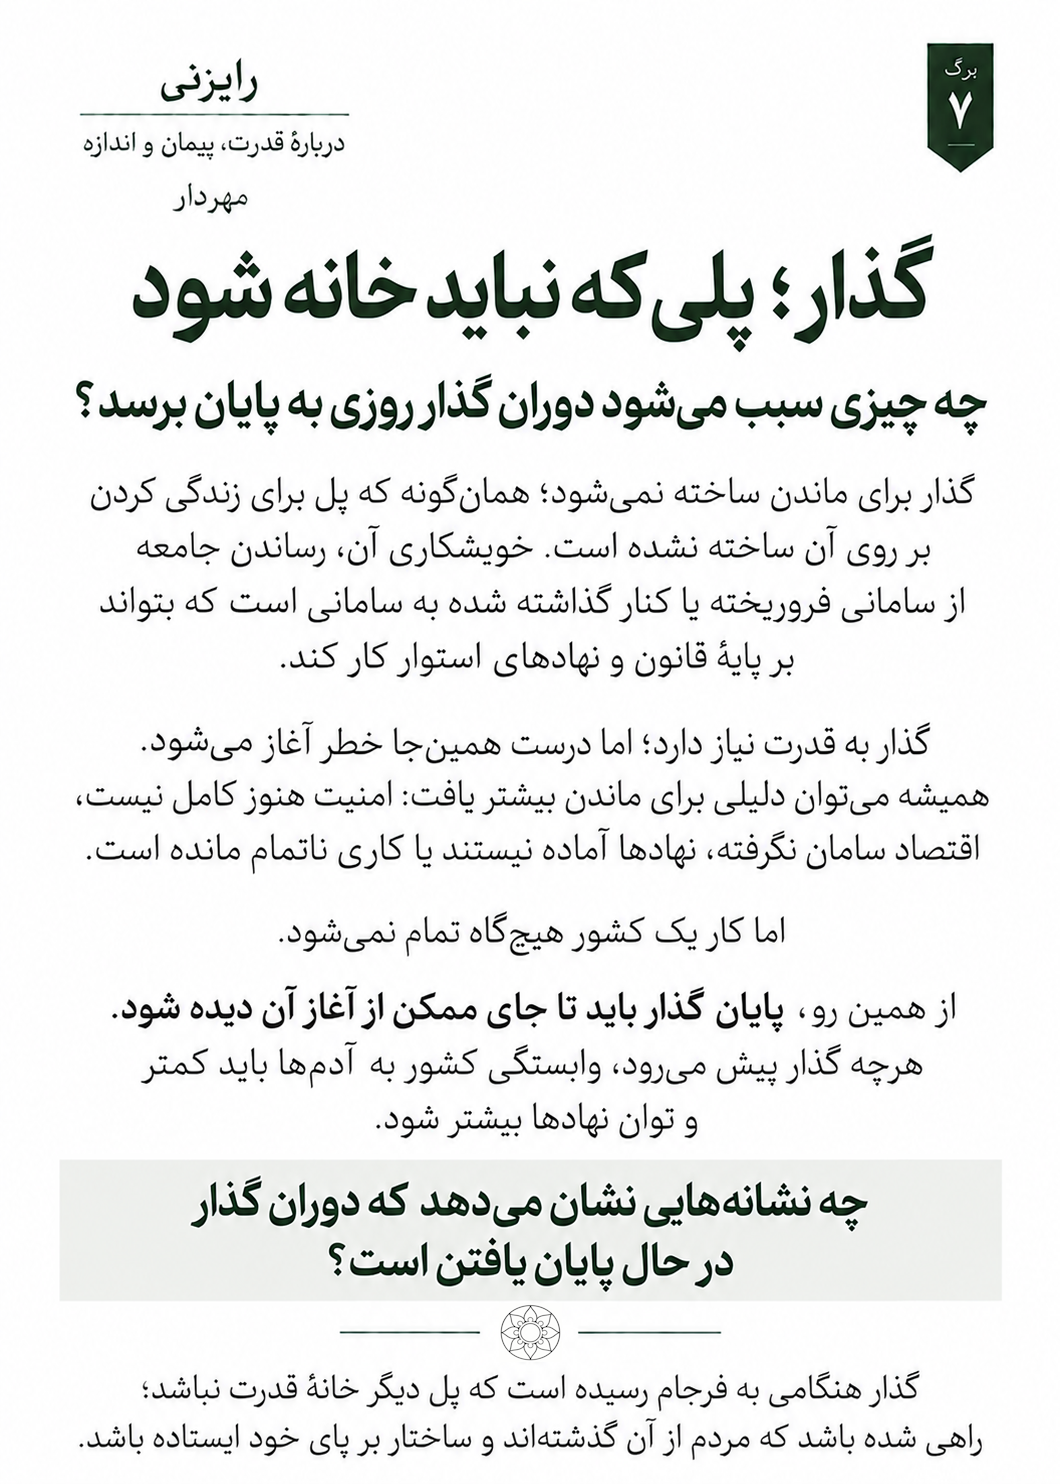 برگ
۷
رایزنی
دربارهٔ قدرت، پیمان و اندازه
مهردار
گذار؛ پلی که نباید خانه شود
چه چیزی سبب می‌شود دوران گذار روزی به پایان برسد؟
گذار برای ماندن ساخته نمی‌شود؛ همان‌گونه که پل برای زندگی کردن
بر روی آن ساخته نشده است. خویشکاری آن، رساندن جامعه
از سامانی فروریخته یا کنار گذاشته شده به سامانی است که بتواند
بر پایهٔ قانون و نهادهای استوار کار کند.
گذار به قدرت نیاز دارد؛ اما درست همین‌جا خطر آغاز می‌شود.
همیشه می‌توان دلیلی برای ماندن بیشتر یافت: امنیت هنوز کامل نیست،
اقتصاد سامان نگرفته، نهادها آماده نیستند یا کاری ناتمام مانده است.
اما کار یک کشور هیچ‌گاه تمام نمی‌شود.
از همین رو، پایان گذار باید تا جای ممکن از آغاز آن دیده شود.
هرچه گذار پیش می‌رود، وابستگی کشور به آدم‌ها باید کمتر
و توان نهادها بیشتر شود.
چه نشانه‌هایی نشان می‌دهد که دوران گذار
در حال پایان یافتن است؟
گذار هنگامی به فرجام رسیده است که پل دیگر خانهٔ قدرت نباشد؛
راهی شده باشد که مردم از آن گذشته‌اند و ساختار بر پای خود ایستاده باشد.